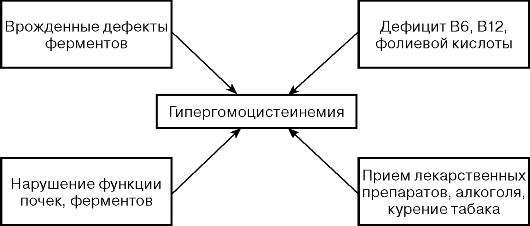 Врожденные дефекты
ферментов
Дефицит В6, В12,
фолиевой кислоты
Гипергомоцистеинемия
Нарушение функции
почек, ферментов
Прием лекарственных
препаратов, алкоголя,
курение табака